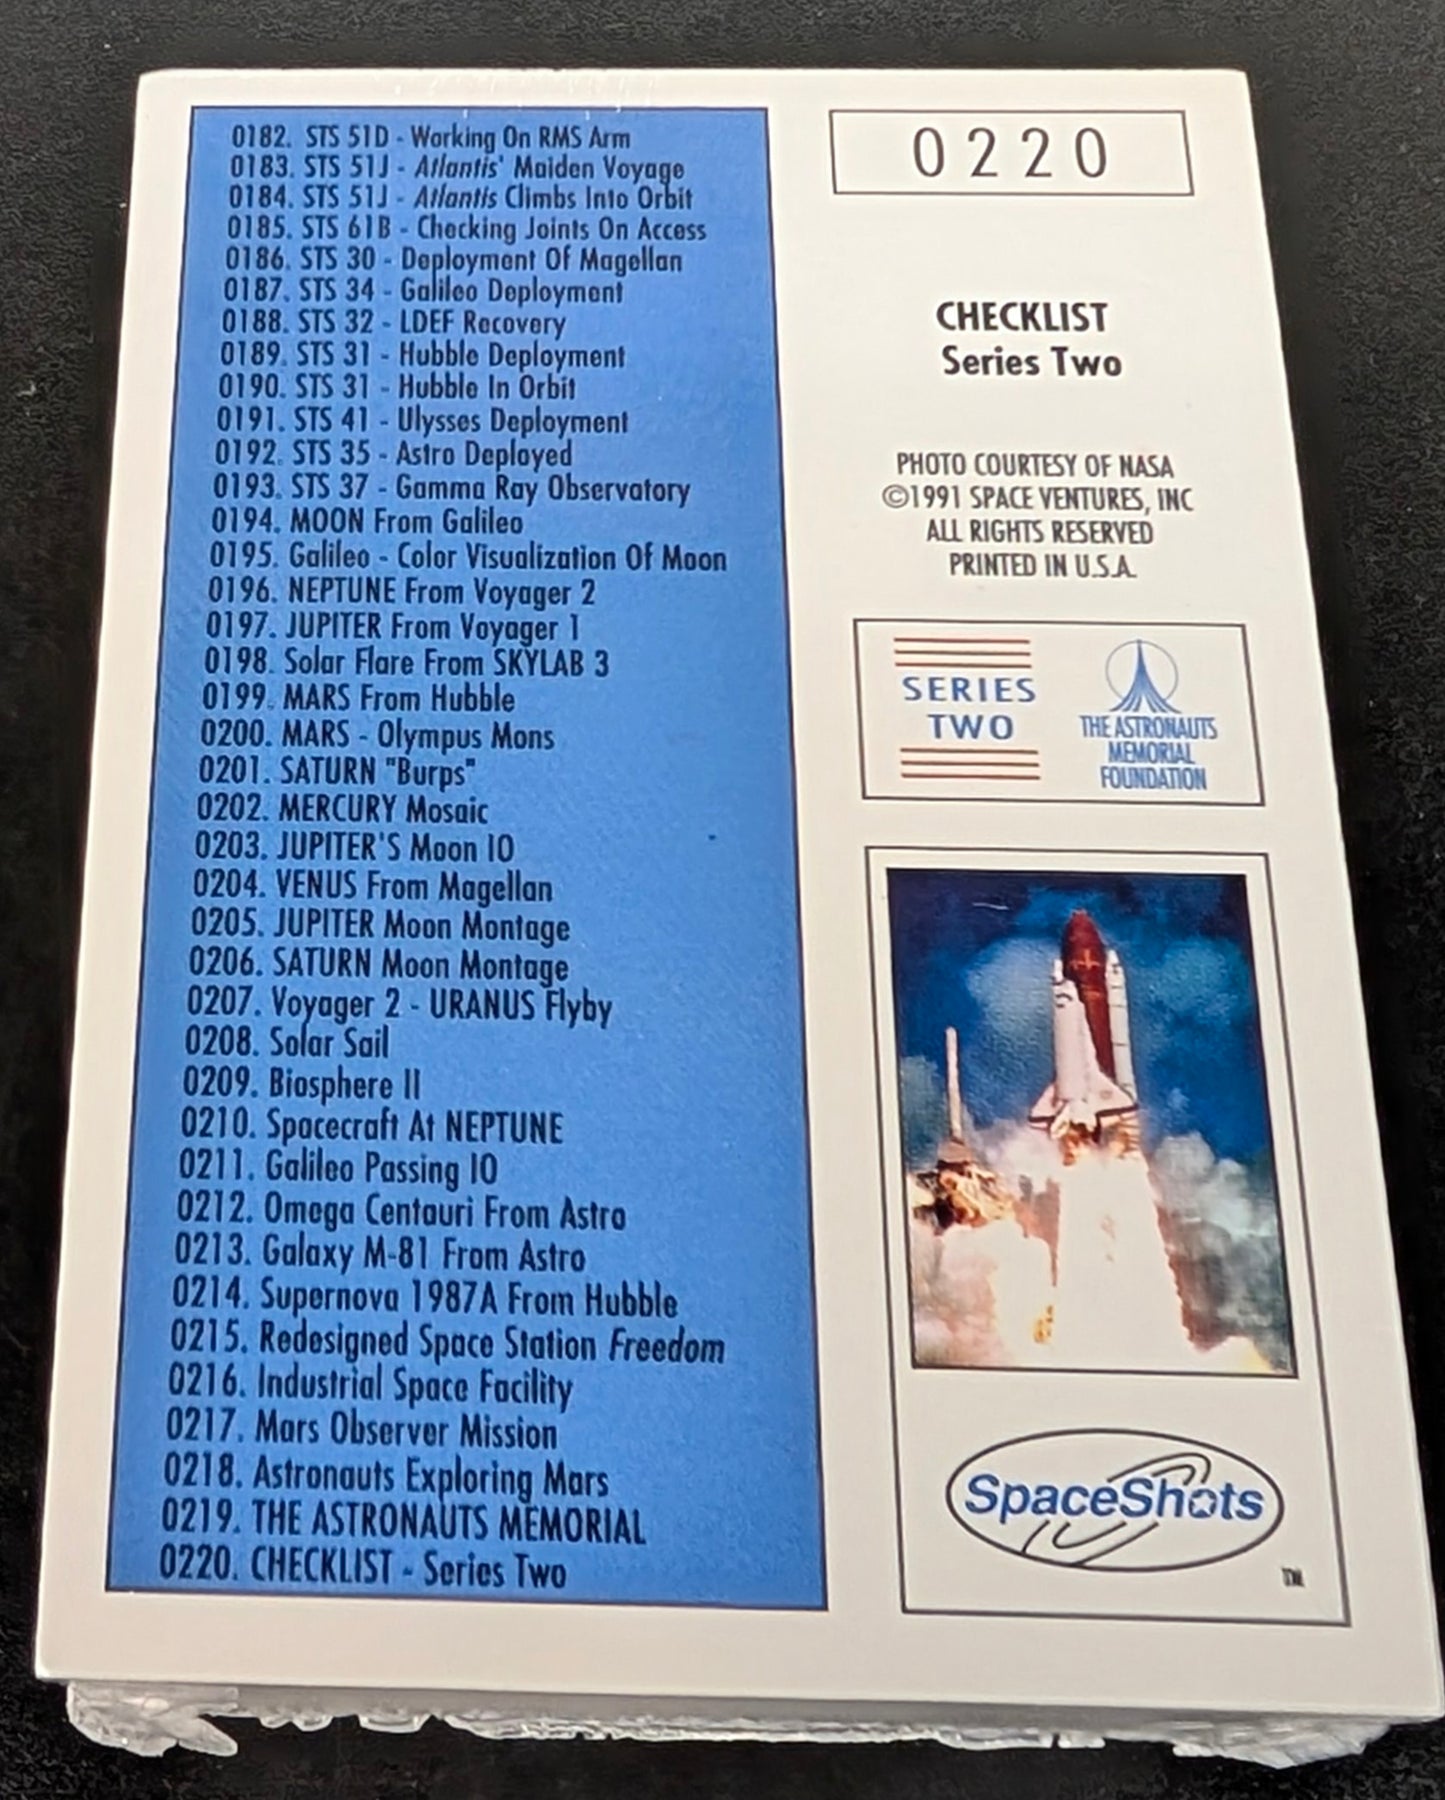 0182. STS 51D - Working On RMS Arm
0183. STS 51J - Atlantis' Maiden Voyage
0184. STS 51J - Atlantis Climbs Into Orbit
0185. STS 61B - Checking Joints On Access
0186. STS 30 - Deployment Of Magellan
0187. STS 34 - Galileo Deployment
0188. STS 32 - LDEF Recovery
0189. STS 31 - Hubble Deployment
0190. STS 31 - Hubble In Orbit
0191. STS 41 - Ulysses Deployment
0192. STS 35 - Astro Deployed
0193. STS 37 - Gamma Ray Observatory
0194. MOON From Galileo
0195. Galileo - Color Visualization Of Moon
0196. NEPTUNE From Voyager 2
0197. JUPITER From Voyager 1
0198. Solar Flare From SKYLAB 3
0199. MARS From Hubble
0200. MARS - Olympus Mons
0201. SATURN "Burps"
0202. MERCURY Mosaic
0203. JUPITER'S Moon IO
0204. VENUS From Magellan
0205. JUPITER Moon Montage
0206. SATURN Moon Montage
0207. Voyager 2 - URANUS Flyby
0208. Solar Sail
0209. Biosphere II
0210. Spacecraft At NEPTUNE
0211. Galileo Passing IO
0212. Omega Centauri From Astro
0213. Galaxy M-81 From Astro
0214. Supernova 1987A From Hubble
0215. Redesigned Space Station Freedom
0216. Industrial Space Facility
0217. Mars Observer Mission
0218. Astronauts Exploring Mars
0219. THE ASTRONAUTS MEMORIAL
0220. CHECKLIST - Series Two
0220
CHECKLIST
Series Two
PHOTO COURTESY OF NASA
©1991 SPACE VENTURES, INC
ALL RIGHTS RESERVED
PRINTED IN U.S.A.
SERIES
TWO
THE ASTRONAUTS
MEMORIAL
FOUNDATION
SpaceShots
TM